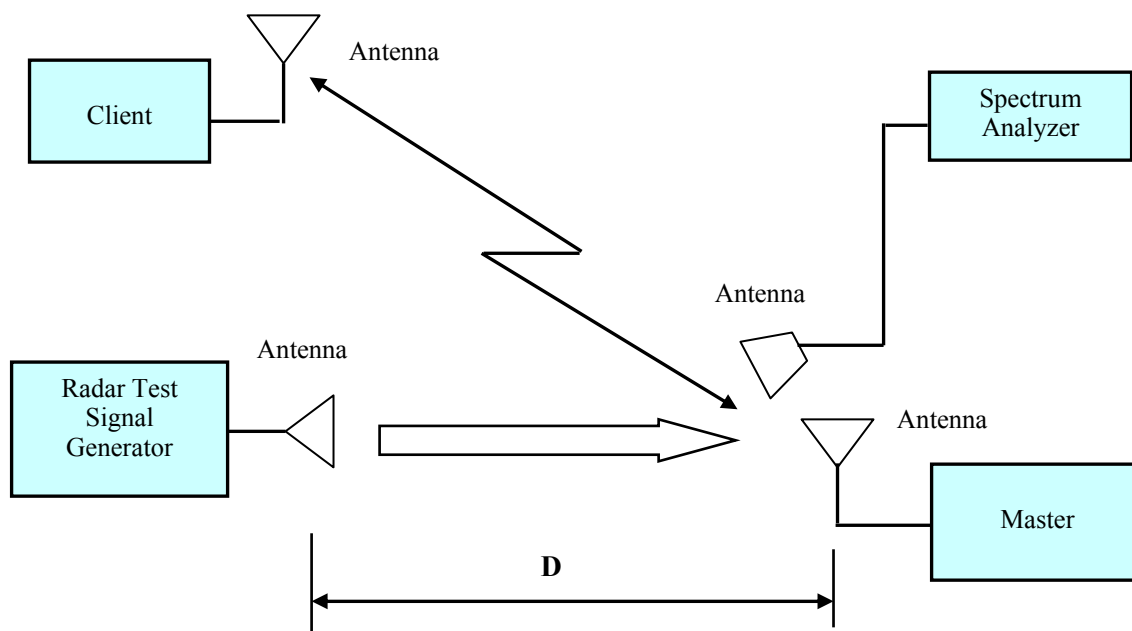 Antenna
Client
Spectrum
Analyzer
Antenna
Antenna
Radar Test
Signal
Generator
Antenna
Master
D